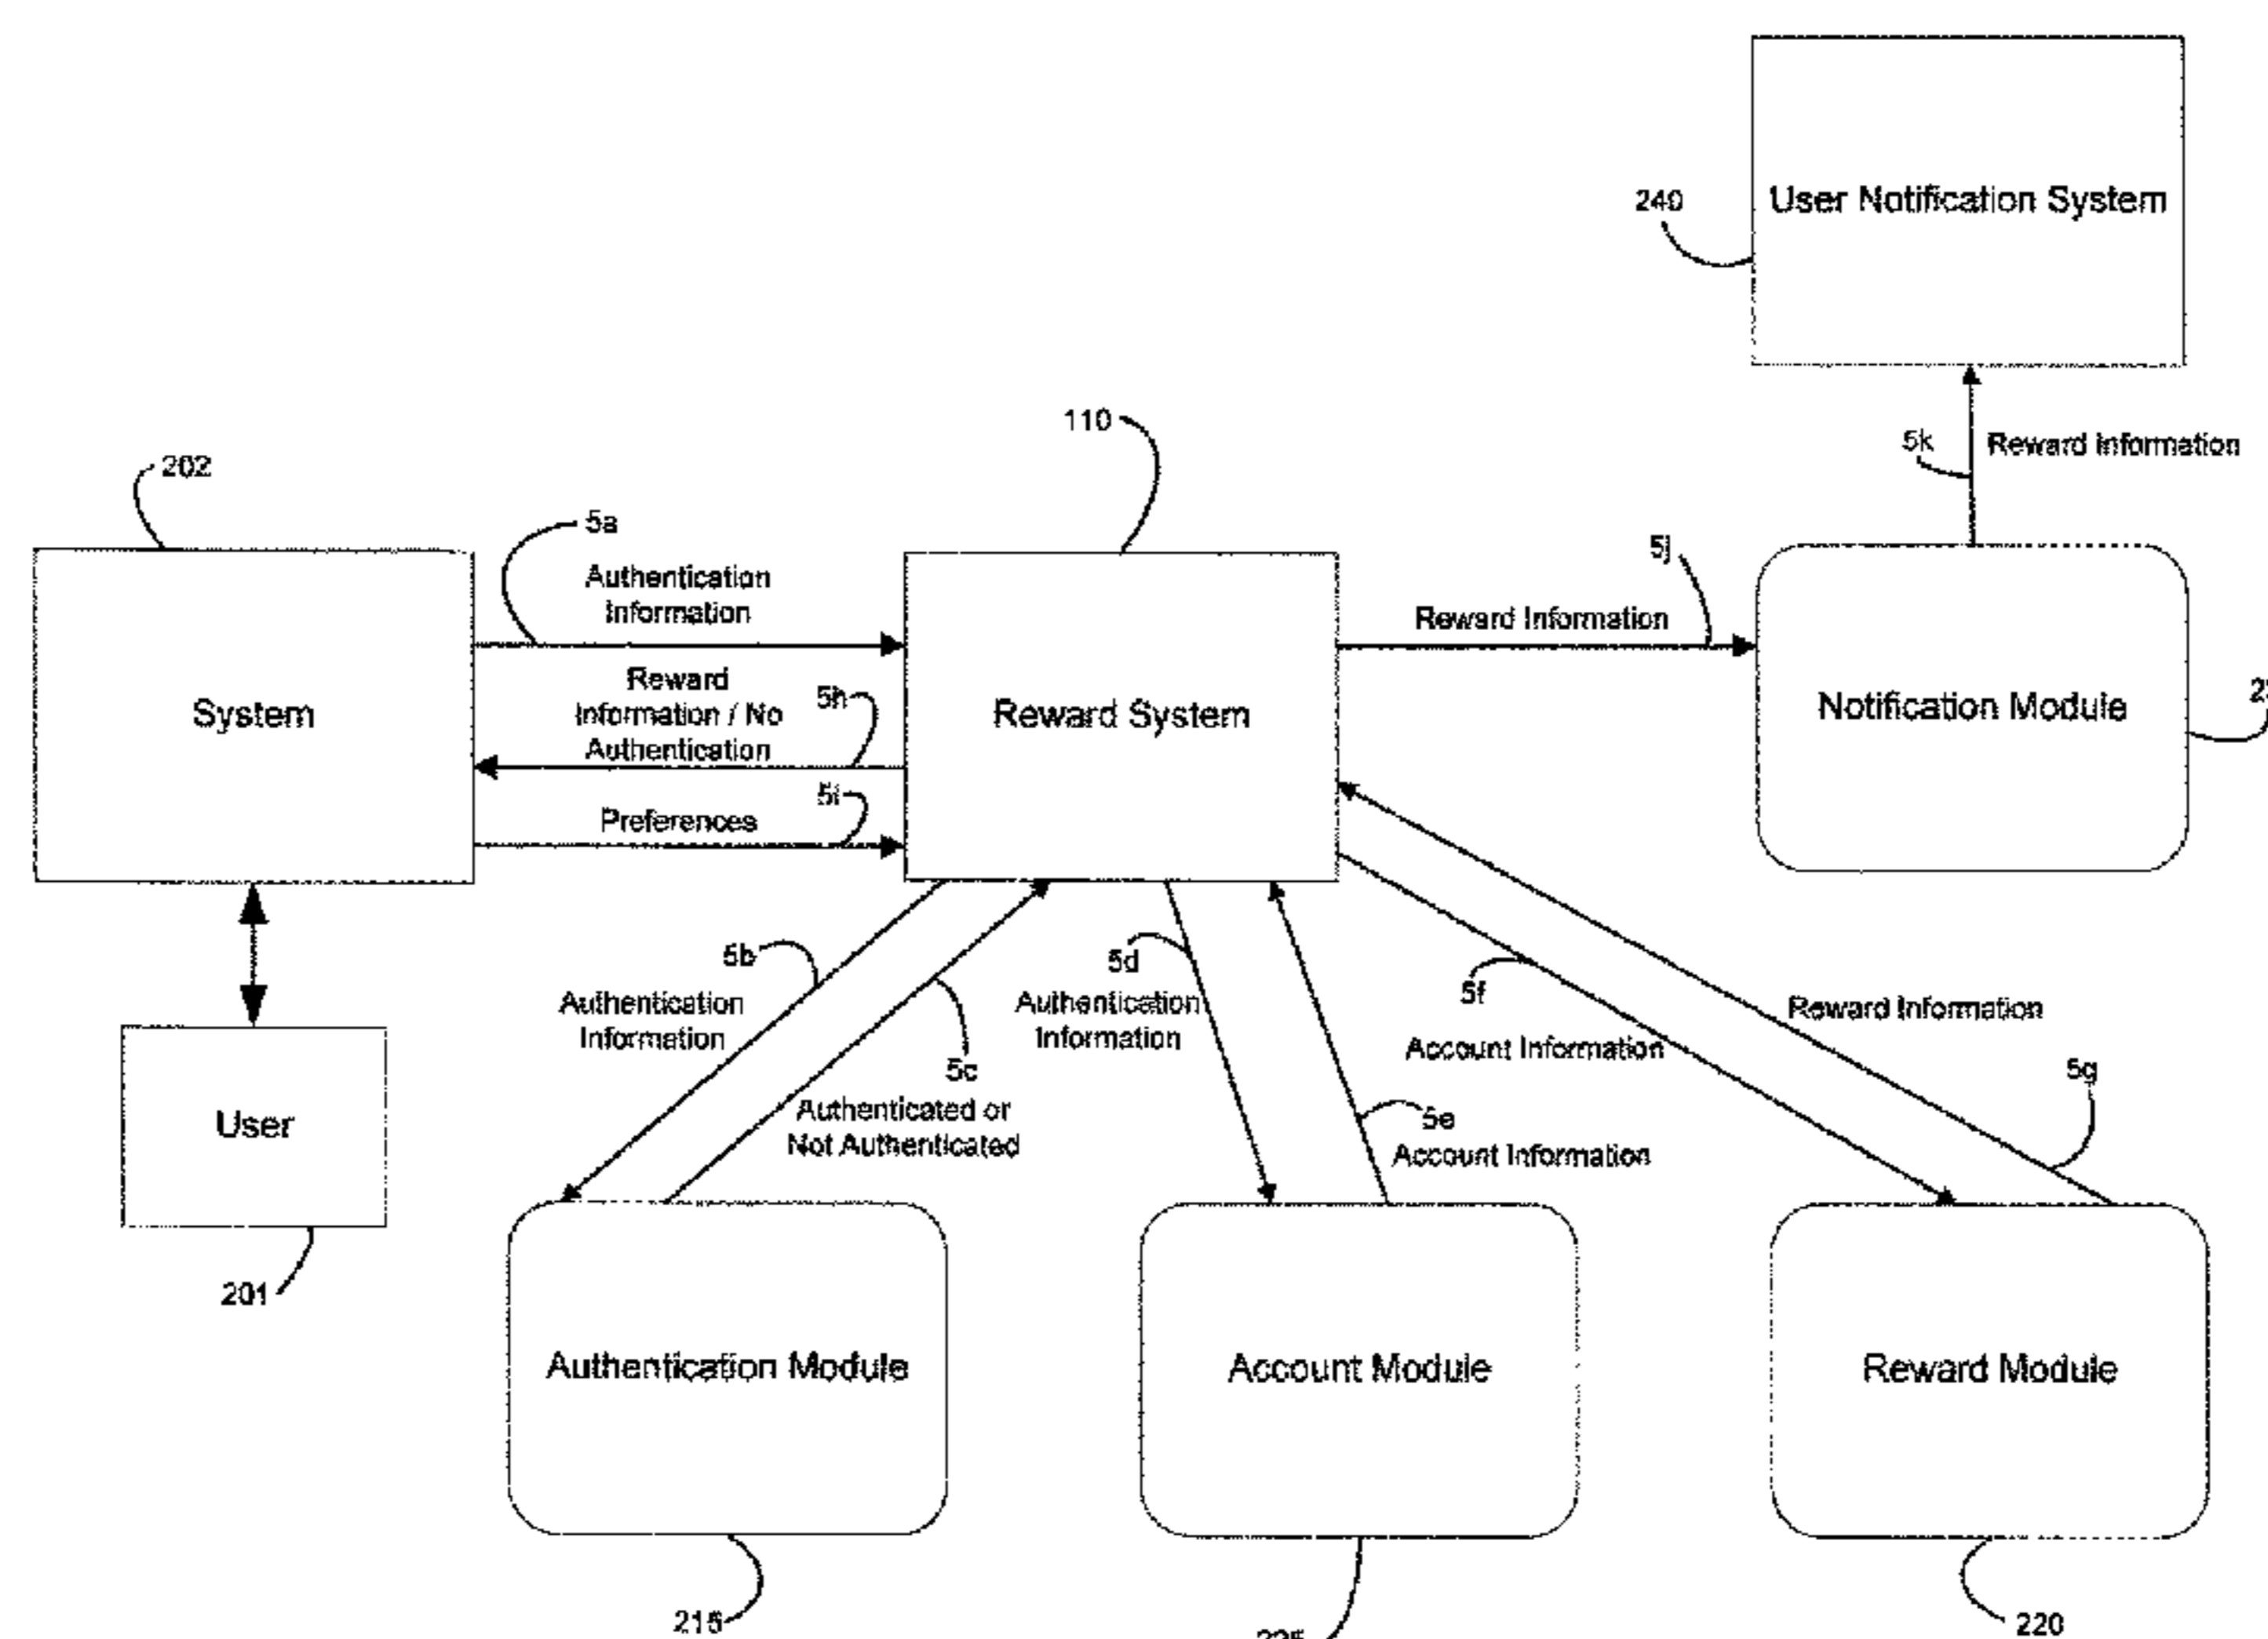 240
User Notification System
110
5k
Reward Information
202
5a
Authentication
Information
5j
Reward Information
Reward
Information / No
Authentication
5h
System
Reward System
Notification Module
5i
Preferences
5b
Authentication
Information
5c
Authenticated or
Not Authenticated
5d
Authentication
Information
5e
Account Information
5f
Account Information
Reward Information
5g
User
201
Authentication Module
Account Module
Reward Module
215
225
220